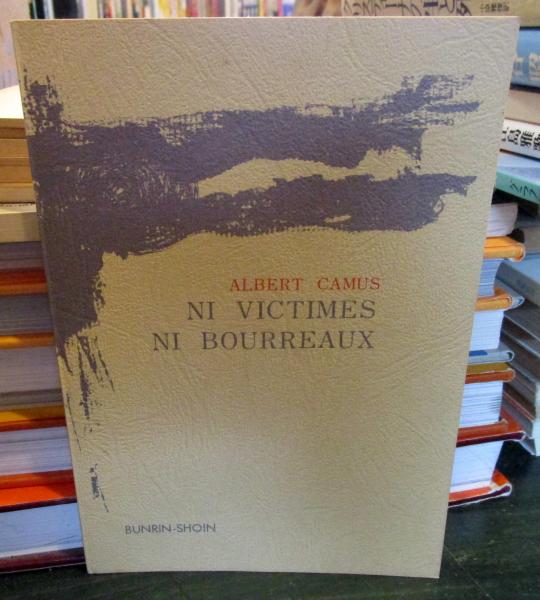 ALBERT CAMUS
NI VICTIMES
NI BOURREAUX
BUNRIN-SHOIN